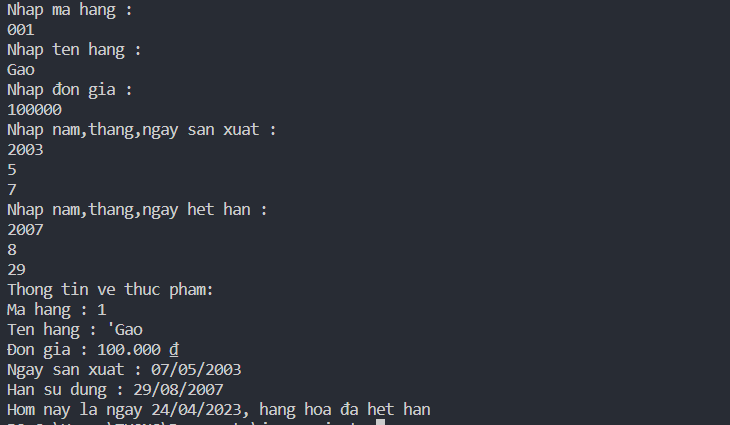 Nhap ma hang :
001
Nhap ten hang :
Gao
Nhap đon gia :
100000
Nhap nam,thang,ngay san xuat :
2003
5
7
Nhap nam,thang,ngay het han :
2007
8
29
Thong tin ve thuc pham:
Ma hang : 1
Ten hang : 'Gao
Đon gia : 100.000 ₫
Ngay san xuat : 07/05/2003
Han su dung : 29/08/2007
Hom nay la ngay 24/04/2023, hang hoa đa het han